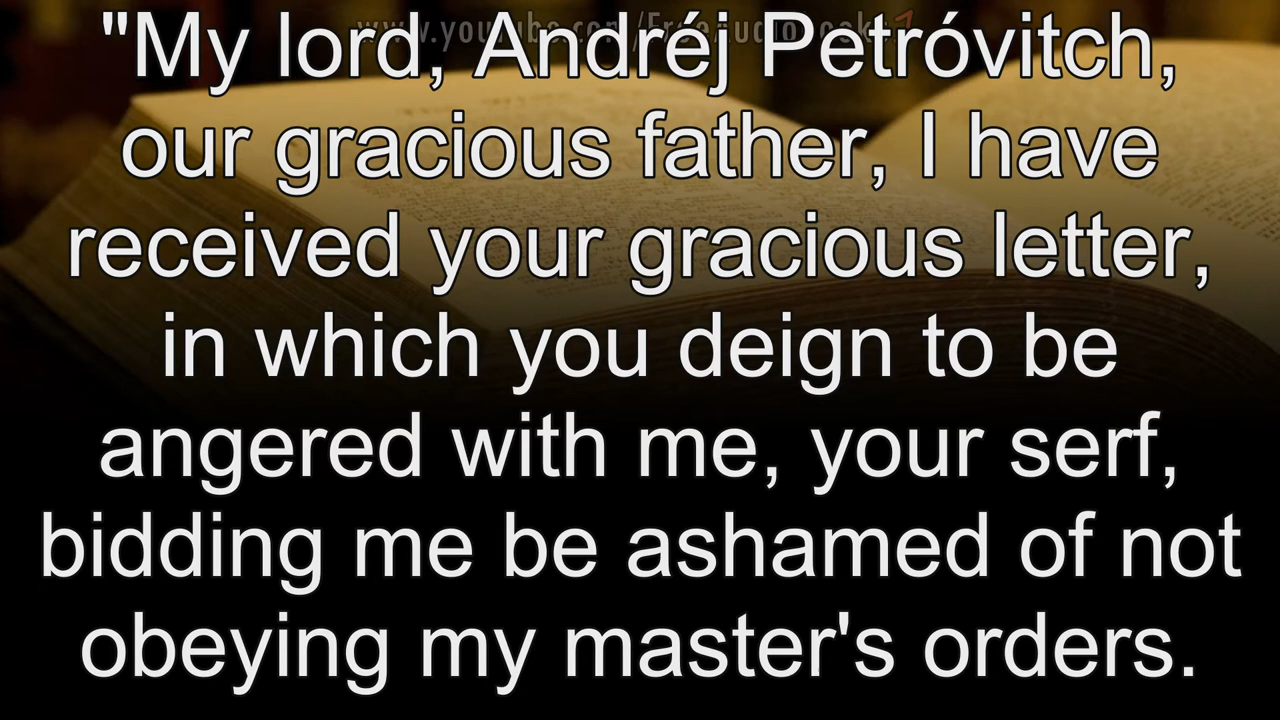 "My lord, Andréj Petróvitch,
our gracious father, I have
received your gracious letter,
in which you deign to be
angered with me, your serf,
bidding me be ashamed of not
obeying my master's orders.